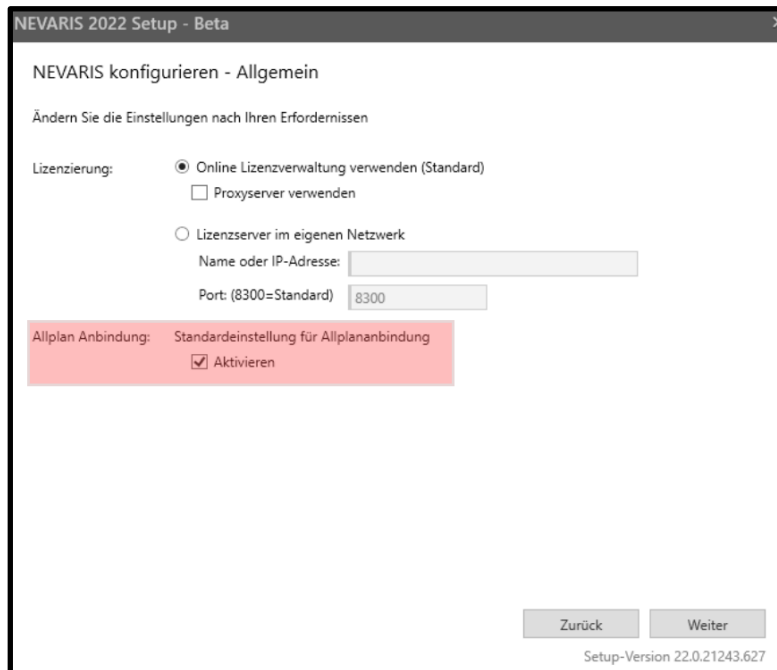 NEVARIS 2022 Setup - Beta
NEVARIS konfigurieren - Allgemein
Ändern Sie die Einstellungen nach Ihren Erfordernissen
Lizenzierung: Online Lizenzverwaltung verwenden (Standard)
Proxyserver verwenden
Lizenzserver im eigenen Netzwerk
Name oder IP-Adresse:
Port: (8300=Standard) 8300
Allplan Anbindung: Standardeinstellung für Allplananbindung
Aktivieren
Zurück Weiter
Setup-Version 22.0.21243.627